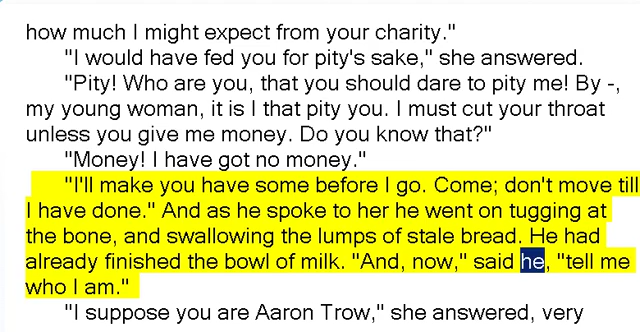 how much I might expect from your charity."
"I would have fed you for pity's sake," she answered.
"Pity! Who are you, that you should dare to pity me! By -,
my young woman, it is I that pity you. I must cut your throat
unless you give me money. Do you know that?"
"Money! I have got no money."
"I'll make you have some before I go. Come; don't move till
I have done." And as he spoke to her he went on tugging at
the bone, and swallowing the lumps of stale bread. He had
already finished the bowl of milk. "And, now," said he, "tell me
who I am."
"I suppose you are Aaron Trow," she answered, very